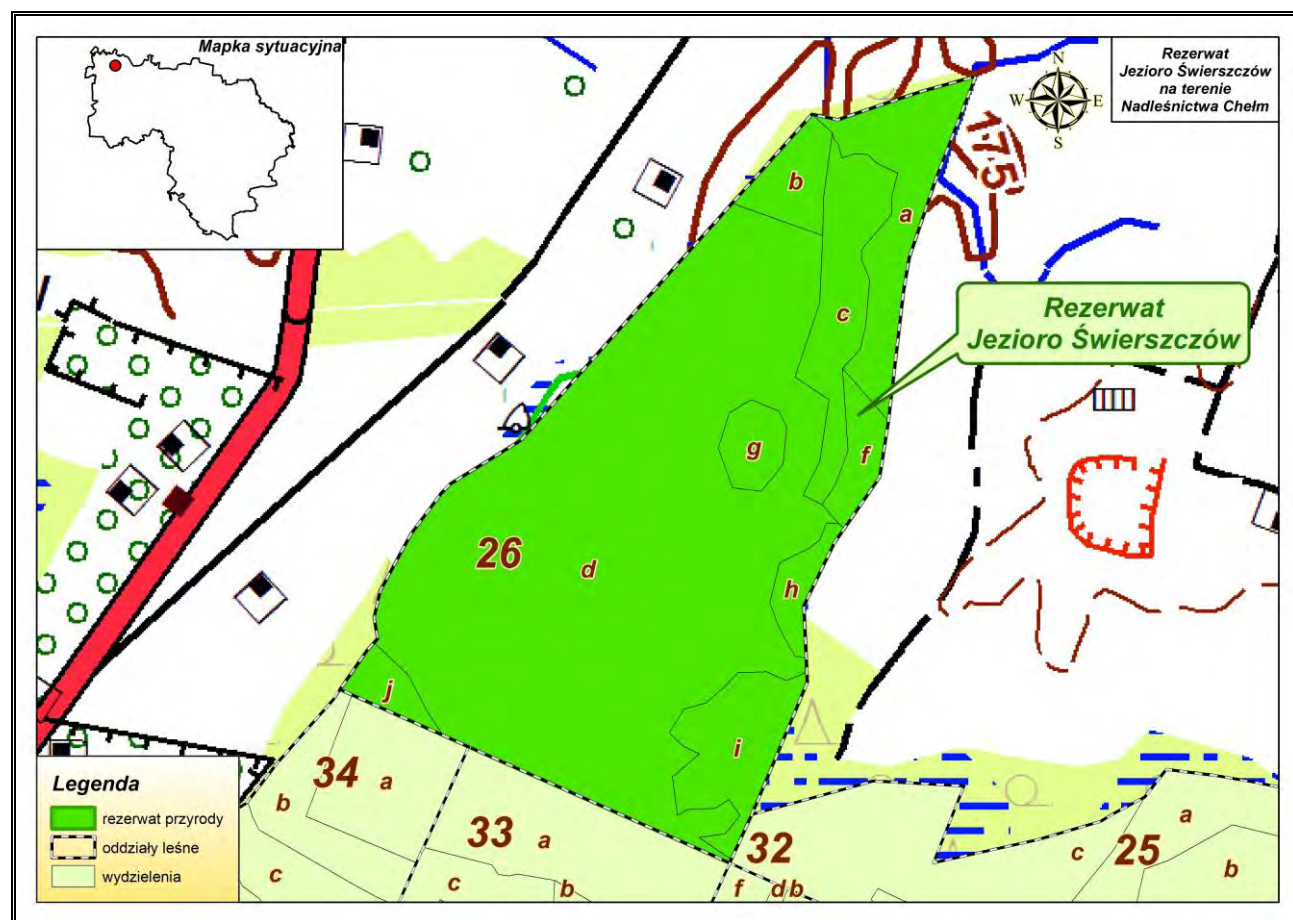 Mapka sytuacyjna
Rezerwat
Jezioro Świerszczów
na terenie
Nadleśnictwa Chełm
N
W E
S
175
b
a
c
Rezerwat
Jezioro Świerszczów
g
f
26
d
h
j
i
34
a
b
c
33
a
c
b
32
f
d
b
c
25
a
b
Legenda
rezerwat przyrody
oddziały leśne
wydzielenia